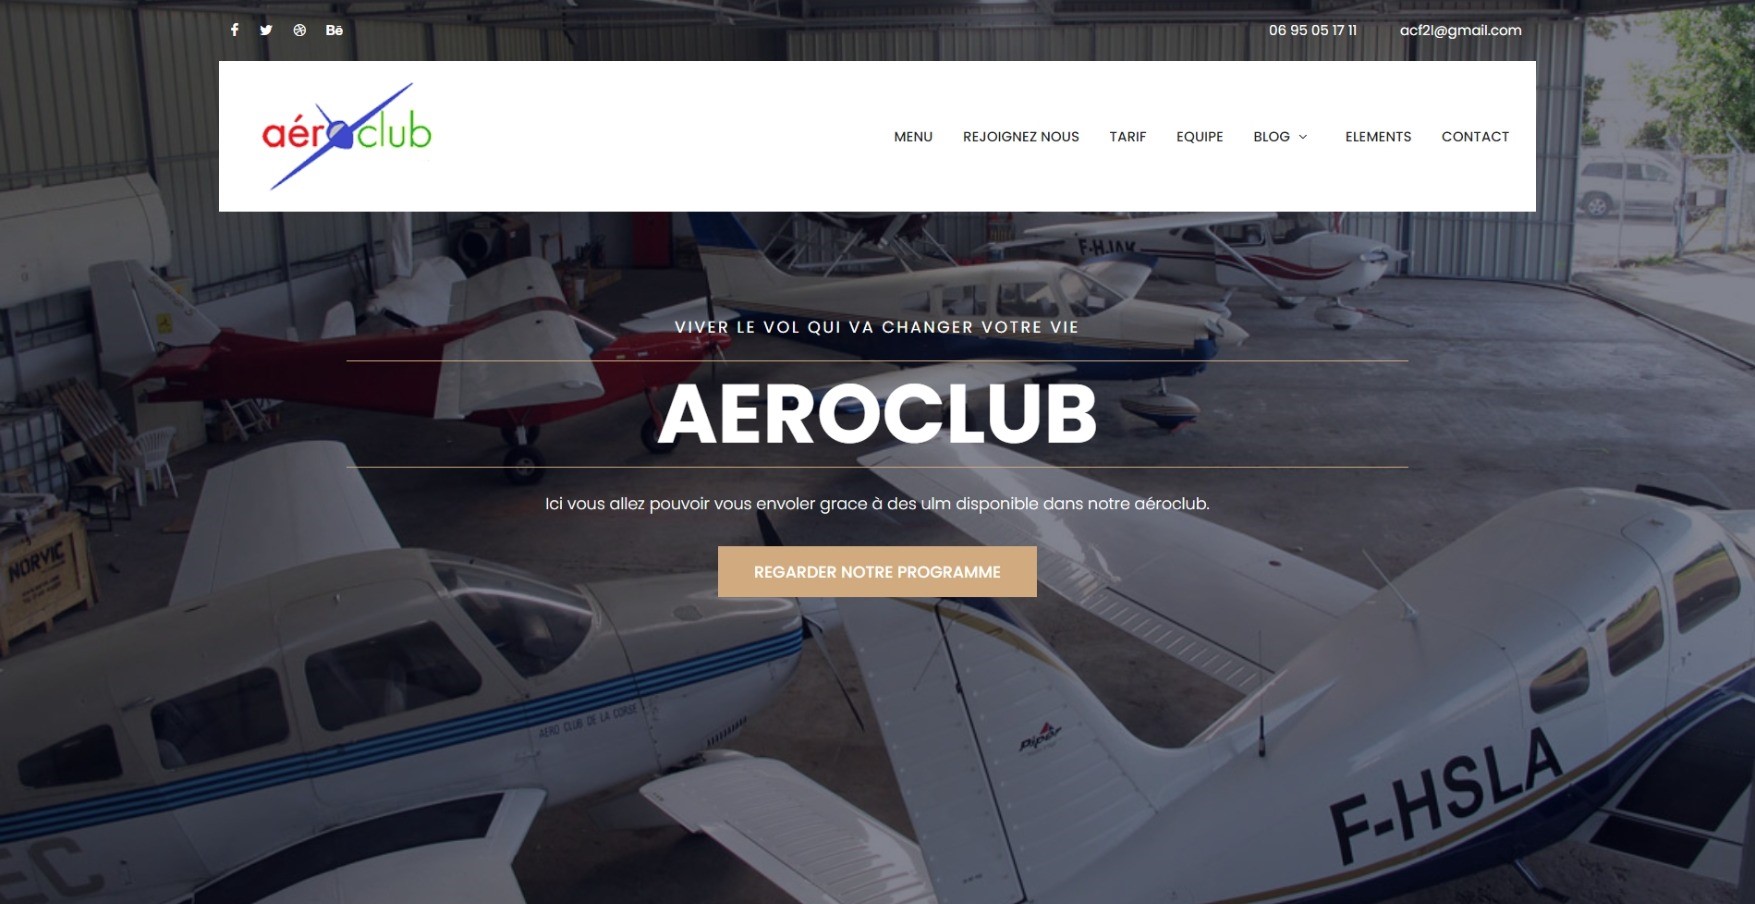 06 95 05 17 11
acf2l@gmail.com
aéroclub
MENU
REJOIGNEZ NOUS
TARIF
EQUIPE
BLOG
ELEMENTS
CONTACT
F-HJAK
VIVER LE VOL QUI VA CHANGER VOTRE VIE
AEROCLUB
Ici vous allez pouvoir vous envoler grace à des ulm disponible dans notre aéroclub.
REGARDER NOTRE PROGRAMME
NORVIC
AERO CLUB DE LA CORSE
Piper
F-HSLA
EC